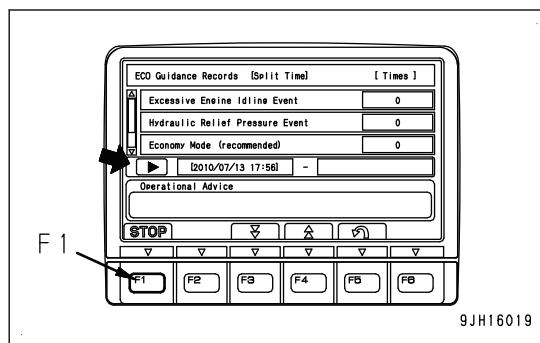 ECO Guidance Records [Split Time] [ Times ]
Excessive Engine Idling Event 0
Hydraulic Relief Pressure Event 0
Economy Mode (recommended) 0
[2010/07/13 17:56] -
Operational Advice
STOP
F1
F1 F2 F3 F4 F5 F6
9JH16019